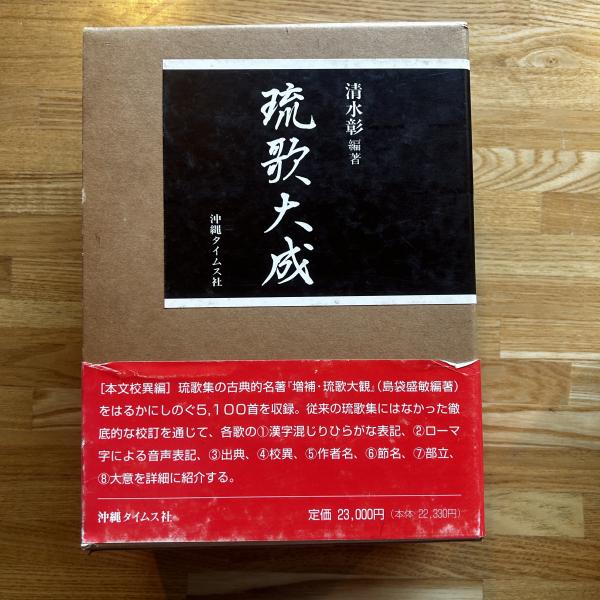 清水彰 編著
琉歌大成
沖縄タイムス社
[本文校異編] 琉歌集の古典的名著『増補・琉歌大観』(島袋盛敏編著)
をはるかにしのぐ5,100首を収録。従来の琉歌集にはなかった徹
底的な校訂を通じて、各歌の①漢字混じりひらがな表記、②ローマ
字による音声表記、③出典、④校異、⑤作者名、⑥節名、⑦部立、
⑧大意を詳細に紹介する。
沖縄タイムス社
定価 23,000円 (本体 22,330円)